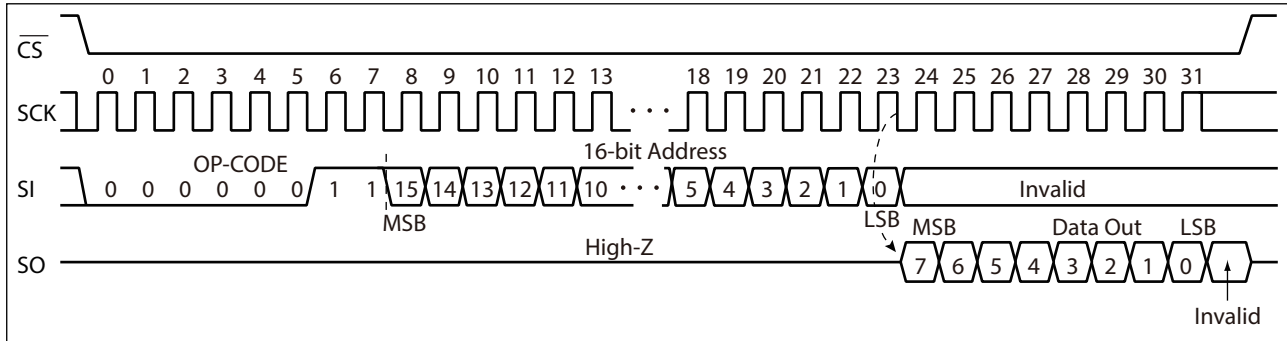 CS
0 1 2 3 4 5 6 7 8 9 10 11 12 13 18 19 20 21 22 23 24 25 26 27 28 29 30 31
SCK
16-bit Address
OP-CODE
SI 0 0 0 0 0 0 1 1 15 14 13 12 11 10 5 4 3 2 1 0 Invalid
MSB LSB MSB Data Out LSB
High-Z
SO 7 6 5 4 3 2 1 0
Invalid